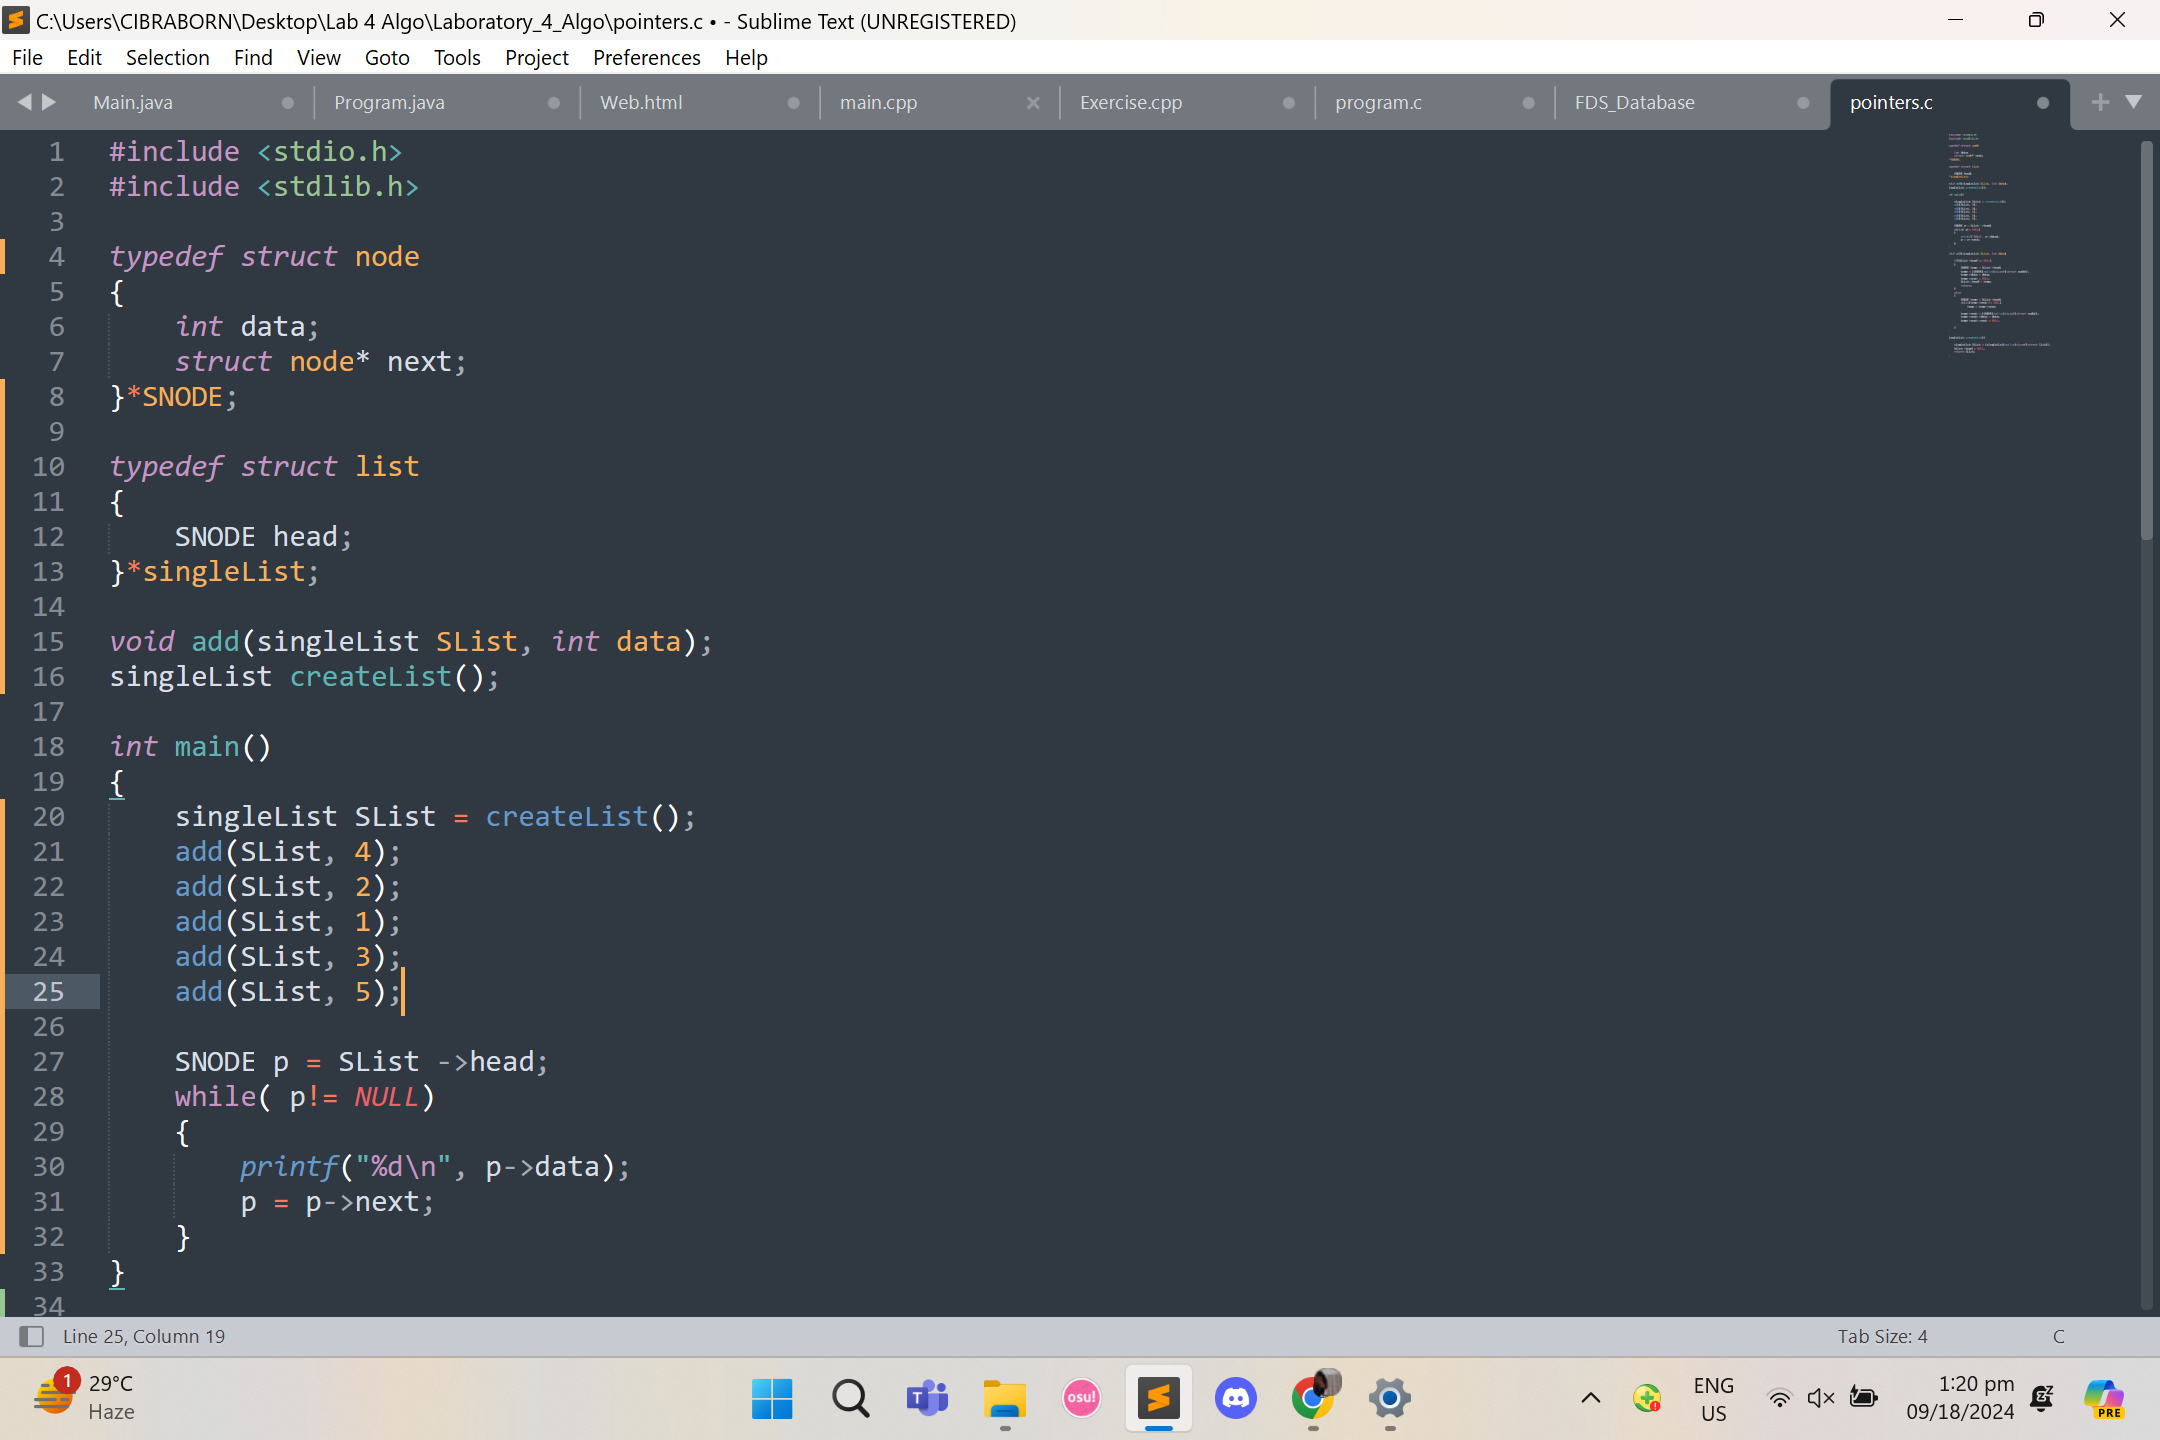 C:\Users\CIBRABORN\Desktop\Lab 4 Algo\Laboratory_4_Algo\pointers.c • - Sublime Text (UNREGISTERED)
File Edit Selection Find View Goto Tools Project Preferences Help
Main.java Program.java Web.html main.cpp Exercise.cpp program.c FDS_Database pointers.c
1 #include <stdio.h>
2 #include <stdlib.h>
3
4 typedef struct node
5 {
6     int data;
7     struct node* next;
8 }*SNODE;
9
10 typedef struct list
11 {
12     SNODE head;
13 }*singleList;
14
15 void add(singleList SList, int data);
16 singleList createList();
17
18 int main()
19 {
20     singleList SList = createList();
21     add(SList, 4);
22     add(SList, 2);
23     add(SList, 1);
24     add(SList, 3);
25     add(SList, 5);
26
27     SNODE p = SList ->head;
28     while( p!= NULL)
29     {
30         printf("%d\n", p->data);
31         p = p->next;
32     }
33 }
34
Line 25, Column 19 Tab Size: 4 C
1 29°C
Haze
T
osu!
ENG
US
1:20 pm
09/18/2024
PRE